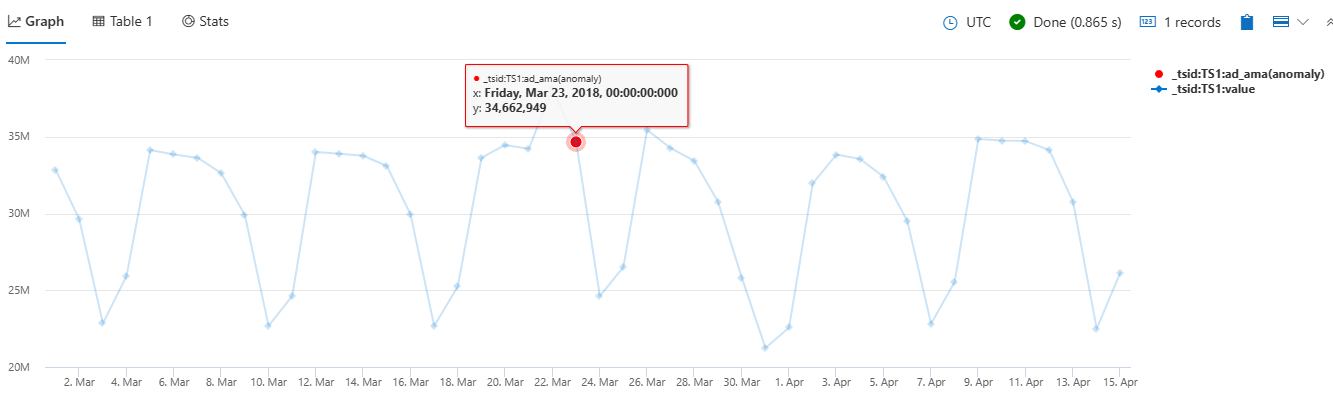 Graph Table 1 Stats UTC Done (0.865 s) 123 1 records
40M
_tsid:TS1:ad_ama(anomaly)
x: Friday, Mar 23, 2018, 00:00:00:000
y: 34,662,949
_tsid:TS1:ad_ama(anomaly)
_tsid:TS1:value
35M
30M
25M
20M
2. Mar 4. Mar 6. Mar 8. Mar 10. Mar 12. Mar 14. Mar 16. Mar 18. Mar 20. Mar 22. Mar 24. Mar 26. Mar 28. Mar 30. Mar 1. Apr 3. Apr 5. Apr 7. Apr 9. Apr 11. Apr 13. Apr 15. Apr